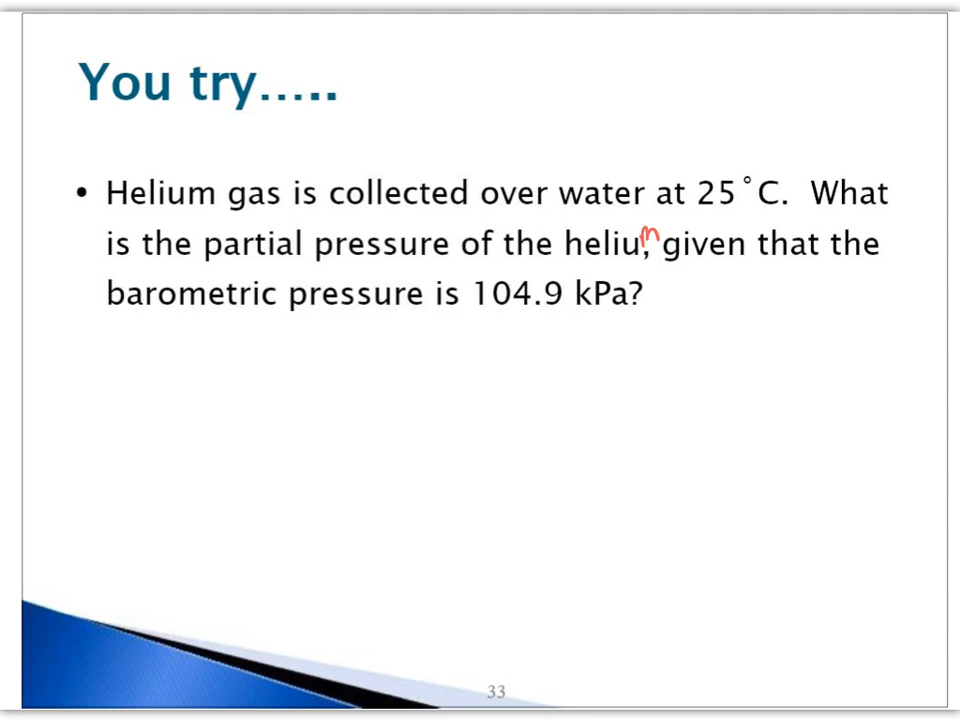 You try…..
• Helium gas is collected over water at 25˚C. What
is the partial pressure of the helium, given that the
barometric pressure is 104.9 kPa?
33